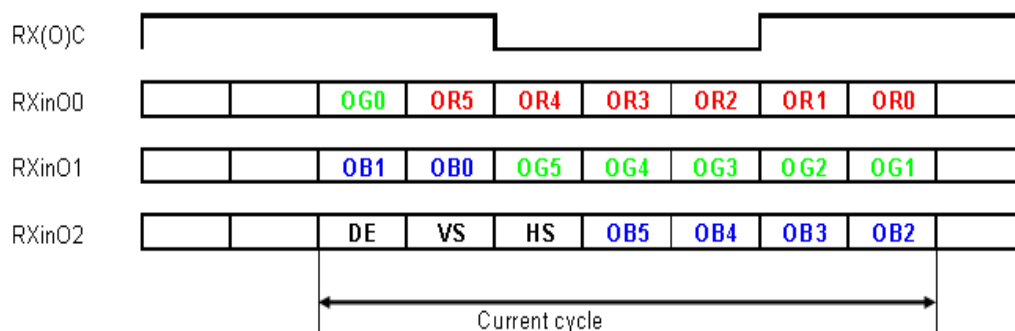 RX(O)C
RXinO0 OG0 OR5 OR4 OR3 OR2 OR1 OR0
RXinO1 OB1 OB0 OG5 OG4 OG3 OG2 OG1
RXinO2 DE VS HS OB5 OB4 OB3 OB2
Current cycle